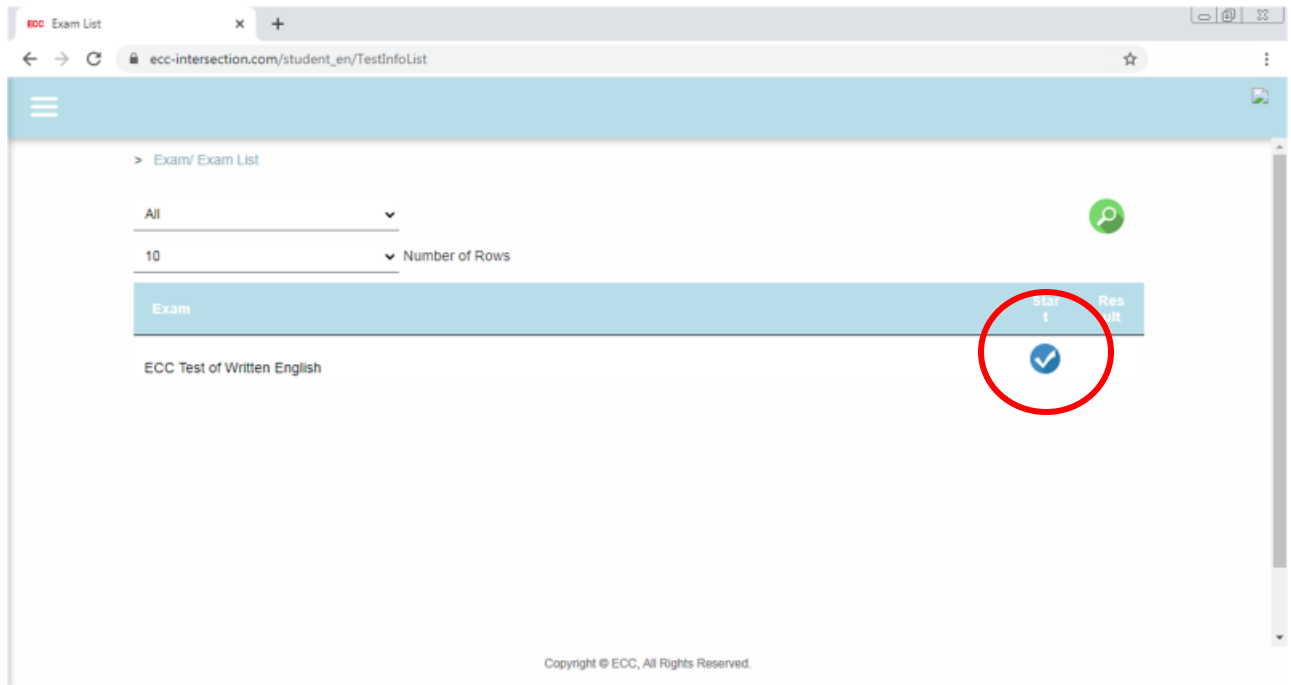 ECC Exam List
ecc-intersection.com/student_en/TestInfoList
> Exam/ Exam List
All
10 Number of Rows
Exam
Star
t
Res
ult
ECC Test of Written English
Copyright © ECC, All Rights Reserved.